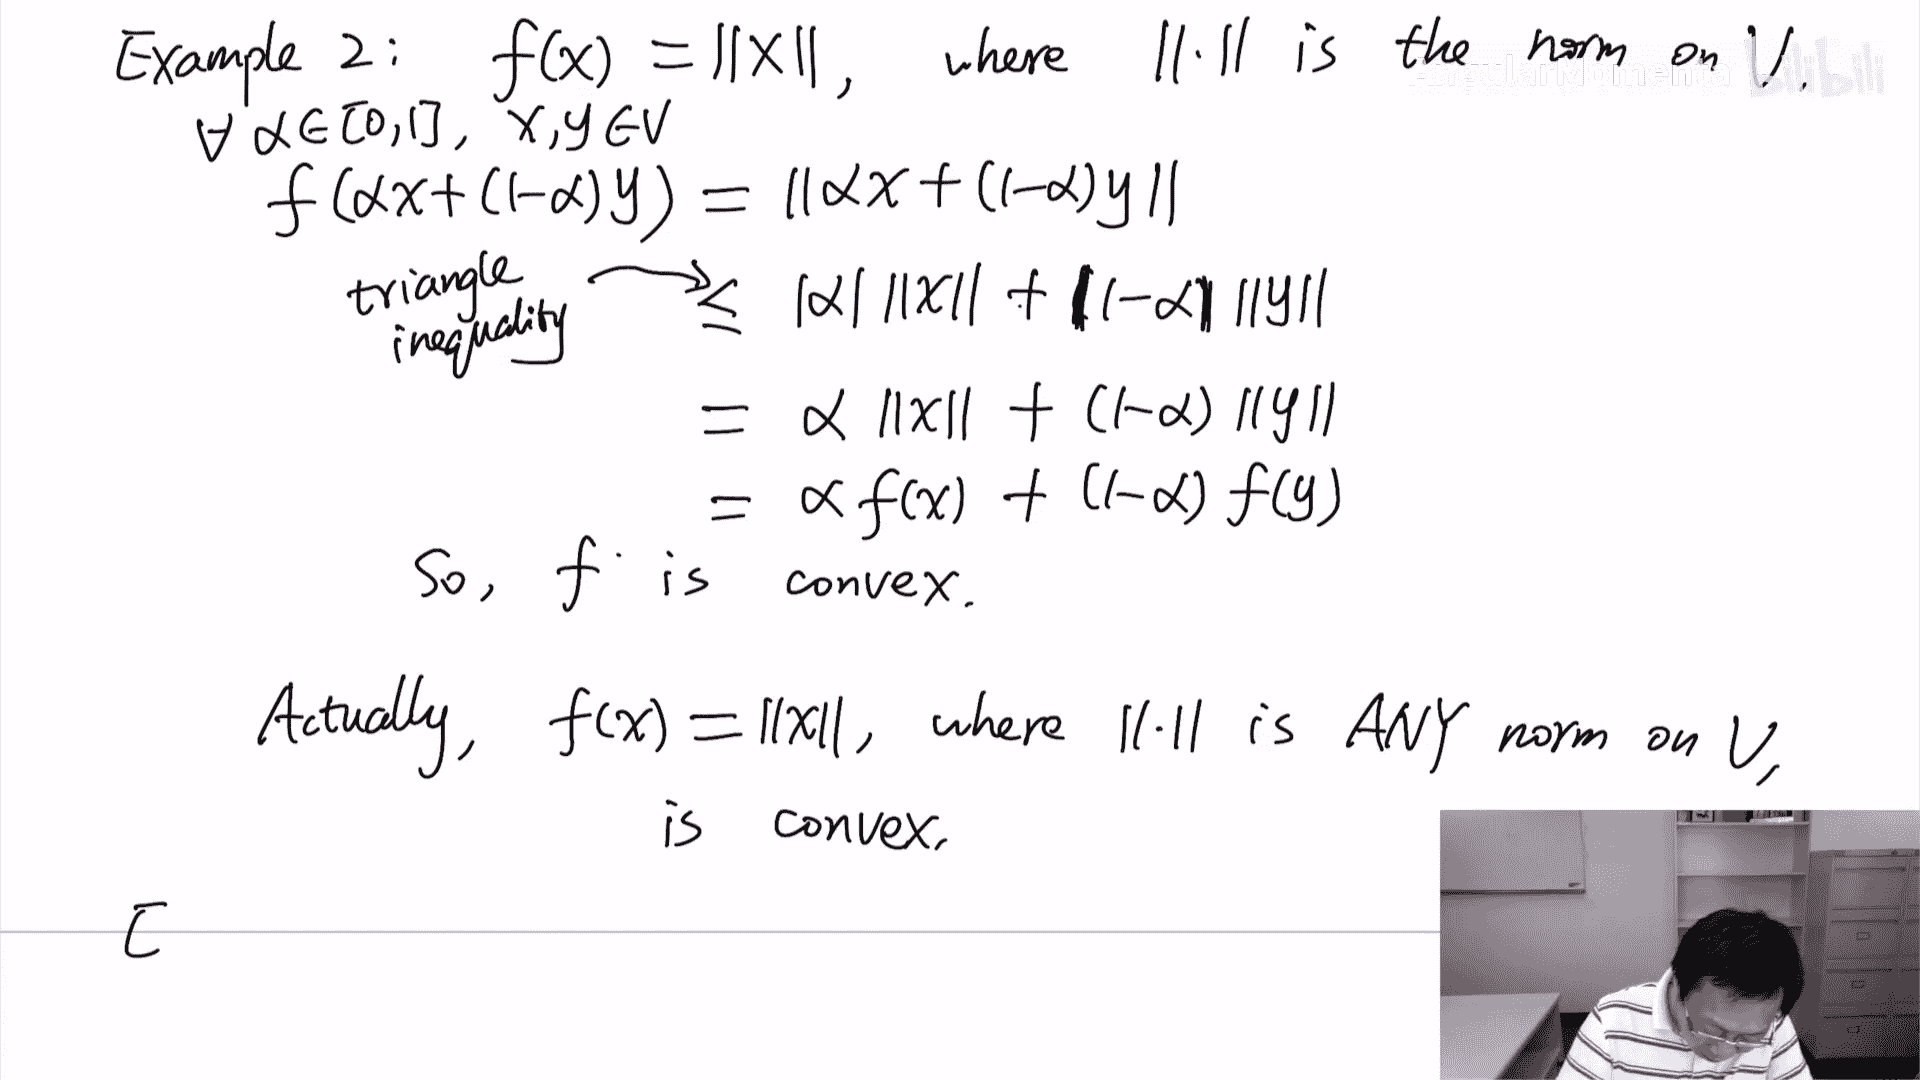 Example 2: f(x) = ||x||, where ||·|| is the norm on V.
∀ α ∈ [0,1], x, y ∈ V
f(αx + (1-α)y) = ||αx + (1-α)y||
triangle inequality → ≤ |α| ||x|| + |1-α| ||y||
= α ||x|| + (1-α) ||y||
= α f(x) + (1-α) f(y)
So, f is convex.
Actually, f(x) = ||x||, where ||·|| is ANY norm on V,
is convex.
E
bilibili